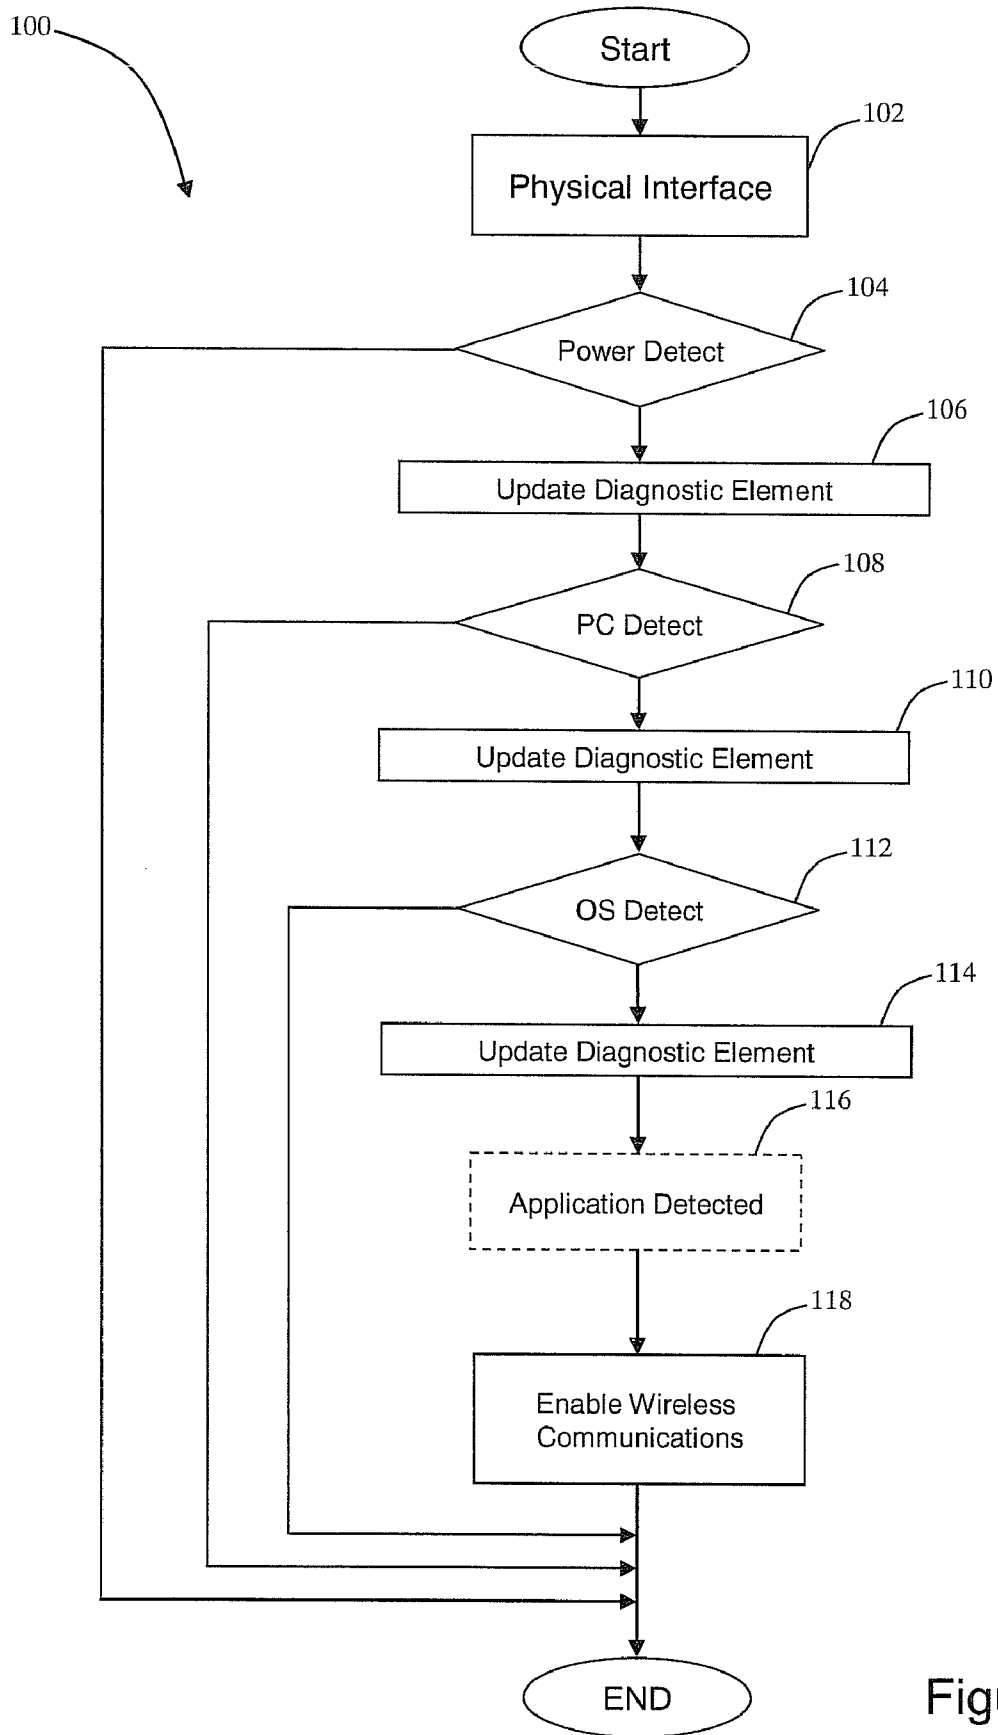 100
Start
102
Physical Interface
104
Power Detect
106
Update Diagnostic Element
108
PC Detect
110
Update Diagnostic Element
112
OS Detect
114
Update Diagnostic Element
116
Application Detected
118
Enable Wireless
Communications
END